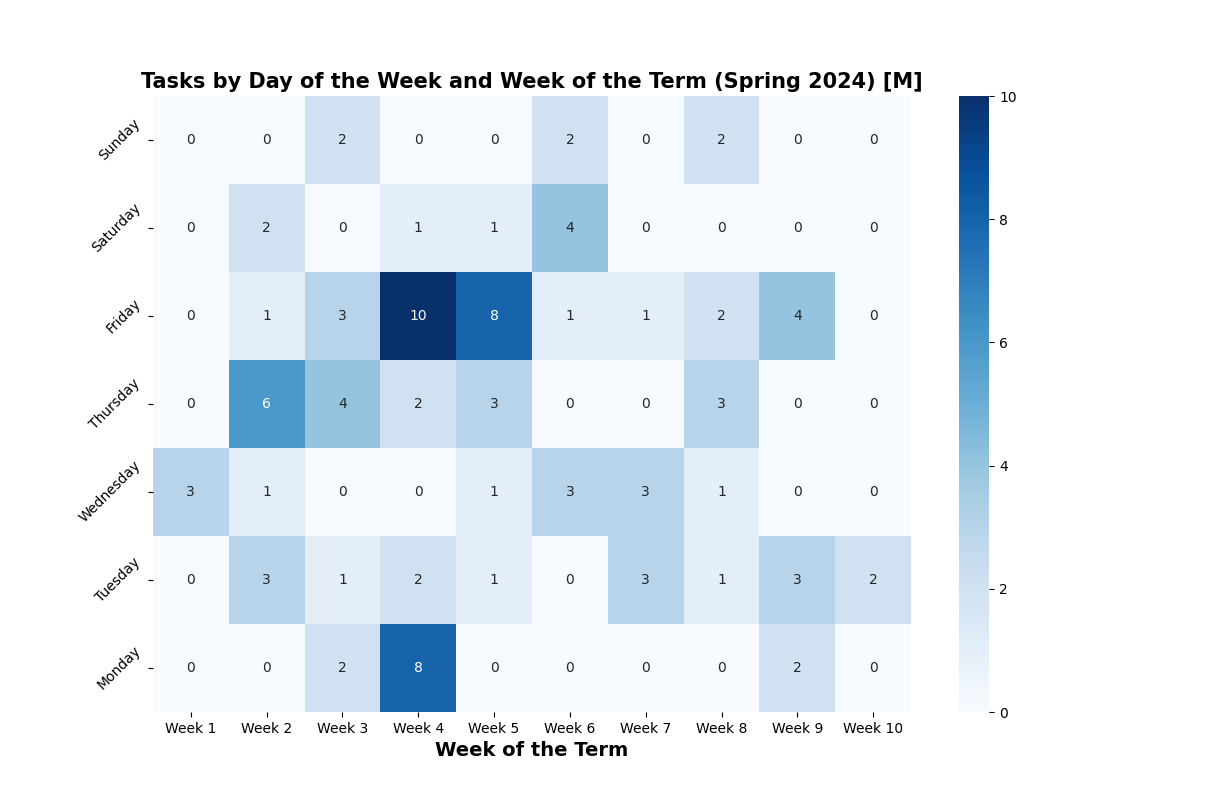 Tasks by Day of the Week and Week of the Term (Spring 2024) [M]
Sunday 0 0 2 0 0 2 0 2 0 0
Saturday 0 2 0 1 1 4 0 0 0 0
Friday 0 1 3 10 8 1 1 2 4 0
Thursday 0 6 4 2 3 0 0 3 0 0
Wednesday 3 1 0 0 1 3 3 1 0 0
Tuesday 0 3 1 2 1 0 3 1 3 2
Monday 0 0 2 8 0 0 0 0 2 0
Week 1 Week 2 Week 3 Week 4 Week 5 Week 6 Week 7 Week 8 Week 9 Week 10
Week of the Term
10
8
6
4
2
0